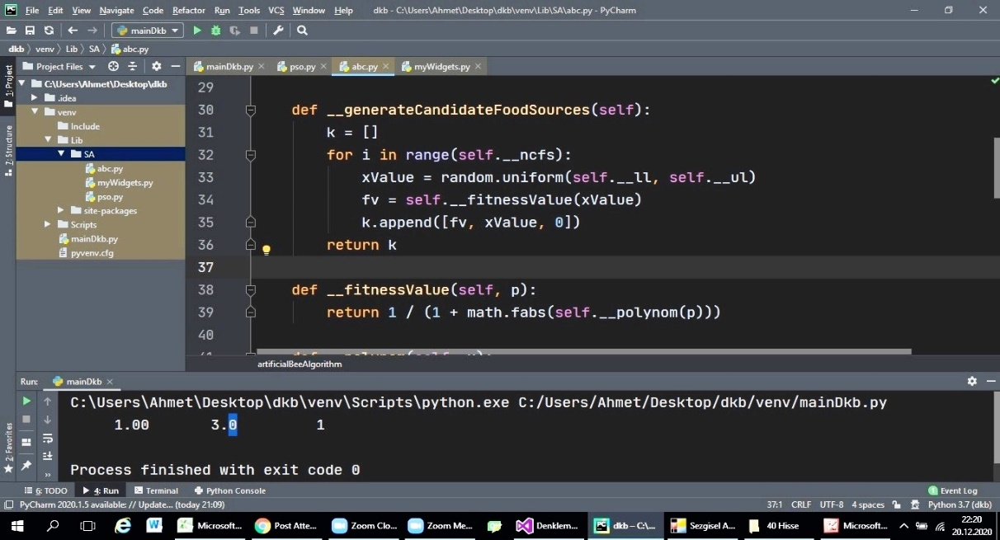 File Edit View Navigate Code Refactor Run Tools VCS Window Help dkb - C:\Users\Ahmet\Desktop\dkb\venv\Lib\SA\abc.py - PyCharm
mainDkb
dkb venv Lib SA abc.py
1: Project
Project Files
mainDkb.py pso.py abc.py myWidgets.py
C:\Users\Ahmet\Desktop\dkb
.idea
venv
Include
Lib
SA
abc.py
myWidgets.py
pso.py
site-packages
Scripts
mainDkb.py
pyvenv.cfg
Z: Structure
29
30 def __generateCandidateFoodSources(self):
31 k = []
32 for i in range(self.__ncfs):
33 xValue = random.uniform(self.__ll, self.__ul)
34 fv = self.__fitnessValue(xValue)
35 k.append([fv, xValue, 0])
36 return k
37
38 def __fitnessValue(self, p):
39 return 1 / (1 + math.fabs(self.__polynom(p)))
40
artificialBeeAlgorithm
Run: mainDkb
C:\Users\Ahmet\Desktop\dkb\venv\Scripts\python.exe C:/Users/Ahmet/Desktop/dkb/venv/mainDkb.py
1.00 3.0 1
Process finished with exit code 0
2: Favorites
6: TODO 4: Run Terminal Python Console Event Log
PyCharm 2020.1.5 available: // Update... (today 21:09) 37:1 CRLF UTF-8 4 spaces Python 3.7 (dkb)
Microsoft... Post Atte... Zoom Clo... Zoom Me... Denklem... dkb – C:\... Sezgisel A... 40 Hisse Microsoft... 22:20
20.12.2020